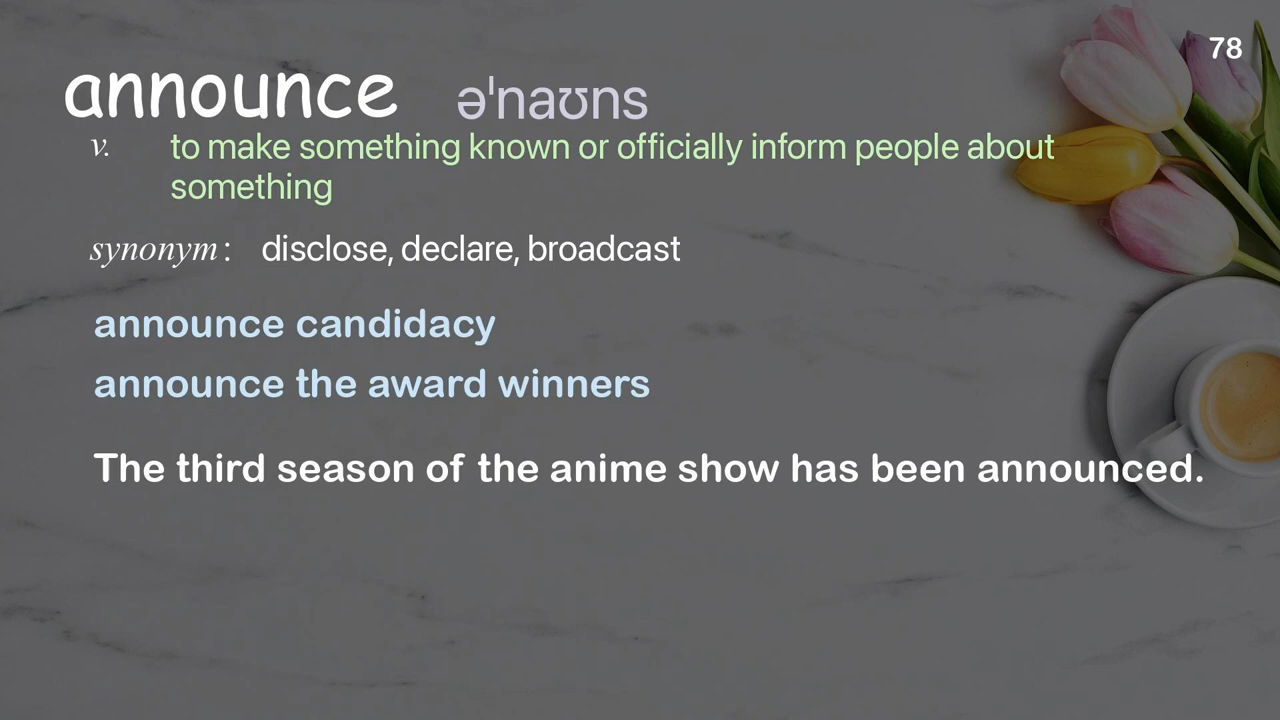 78
announce əˈnaʊns
v. to make something known or officially inform people about
something
synonym: disclose, declare, broadcast
announce candidacy
announce the award winners
The third season of the anime show has been announced.